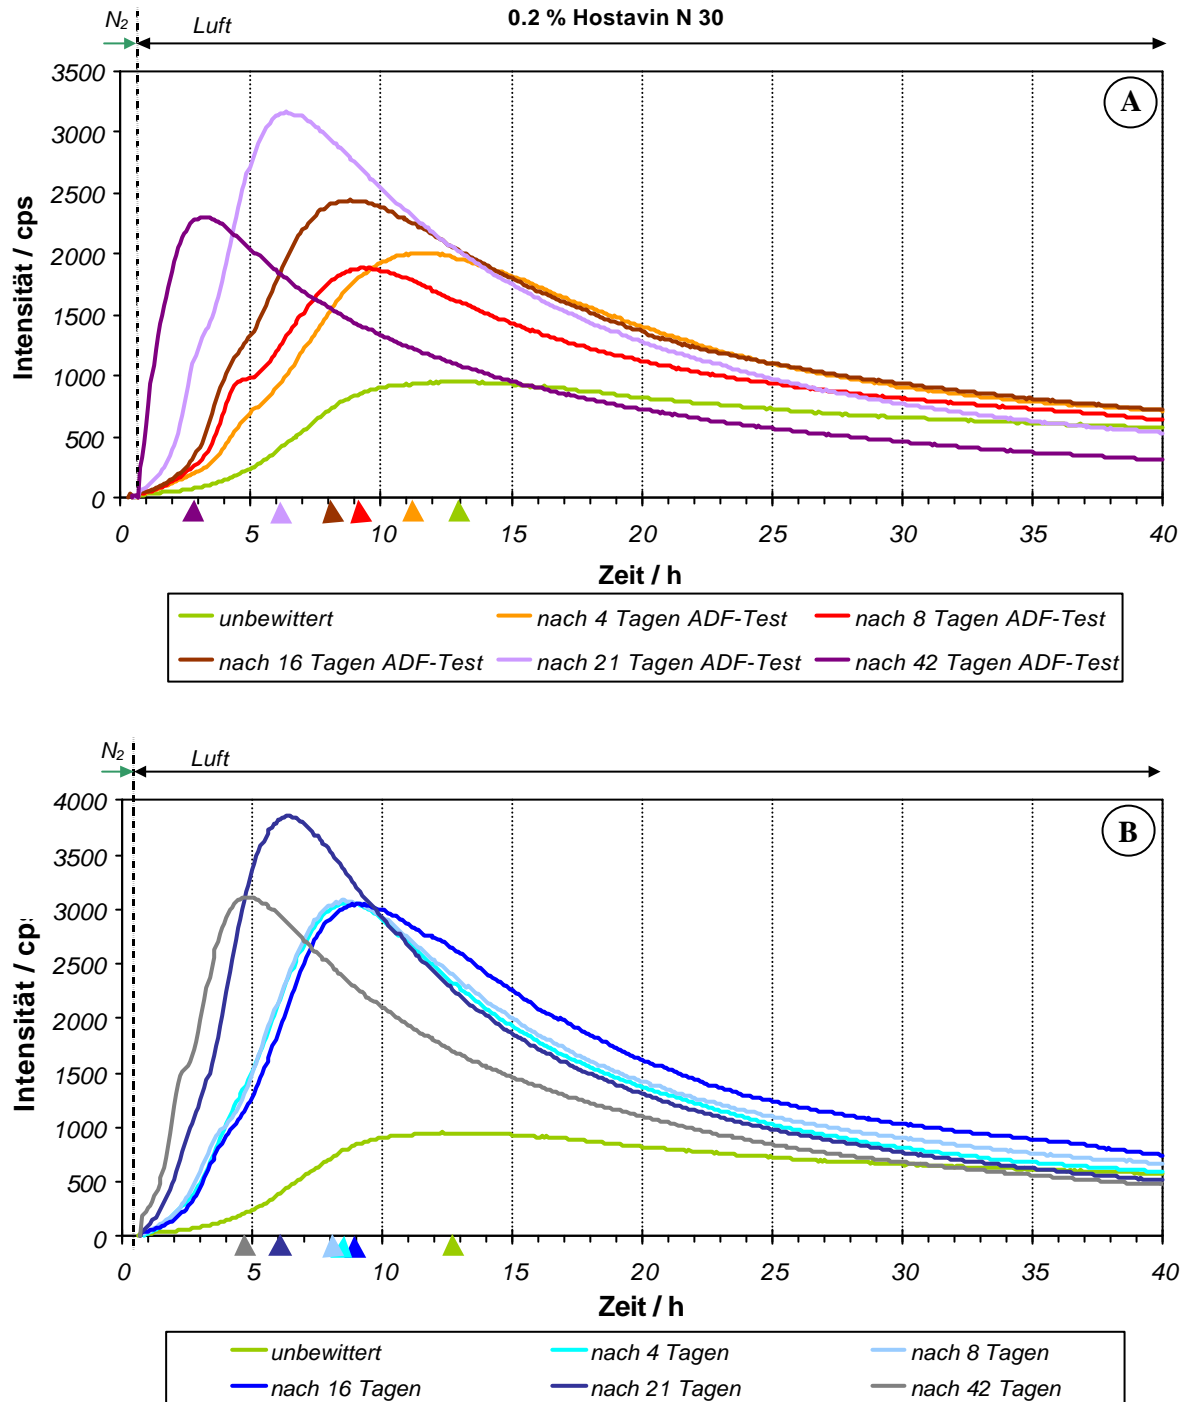 0.2 % Hostavin N 30
N2 Luft
A
3500
3000
2500
2000
1500
1000
500
0
Intensität / cps
0 5 10 15 20 25 30 35 40
Zeit / h
unbewittert nach 4 Tagen ADF-Test nach 8 Tagen ADF-Test
nach 16 Tagen ADF-Test nach 21 Tagen ADF-Test nach 42 Tagen ADF-Test
N2 Luft
B
4000
3500
3000
2500
2000
1500
1000
500
0
Intensität / cps
0 5 10 15 20 25 30 35 40
Zeit / h
unbewittert nach 4 Tagen nach 8 Tagen
nach 16 Tagen nach 21 Tagen nach 42 Tagen